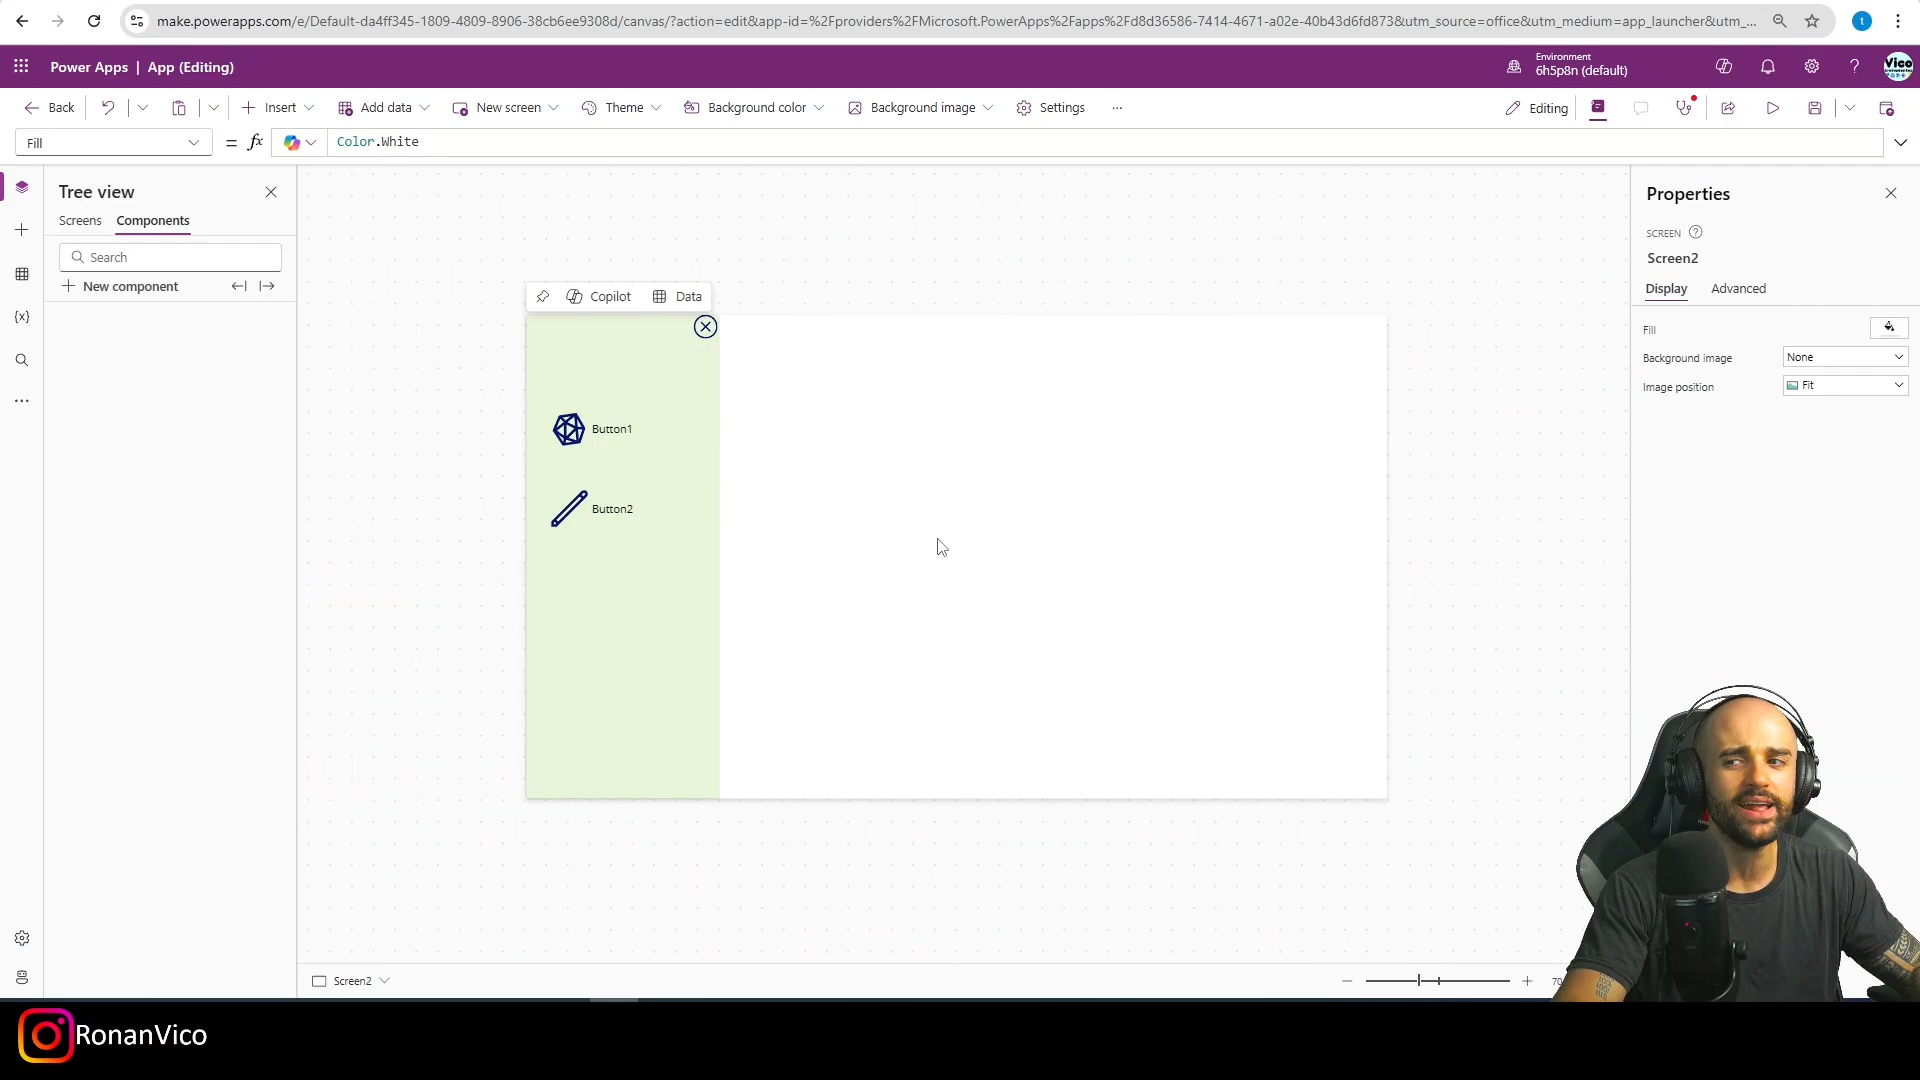 make.powerapps.com/e/Default-da4ff345-1809-4809-8906-38cb6ee9308d/canvas/?action=edit&app-id=%2Fproviders%2FMicrosoft.PowerApps%2Fapps%2Fd8d36586-7414-4671-a02e-40b43d6fd873&utm_source=office&utm_medium=app_launcher&utm_...
t
Power Apps | App (Editing)
Environment
6h5p8n (default)
Vico
Back
Insert
Add data
New screen
Theme
Background color
Background image
Settings
...
Editing
Fill
= fx
Color.White
Tree view
Screens
Components
Search
New component
Copilot
Data
Button1
Button2
Properties
SCREEN
Screen2
Display
Advanced
Fill
Background image
None
Image position
Fit
Screen2
70
RonanVico